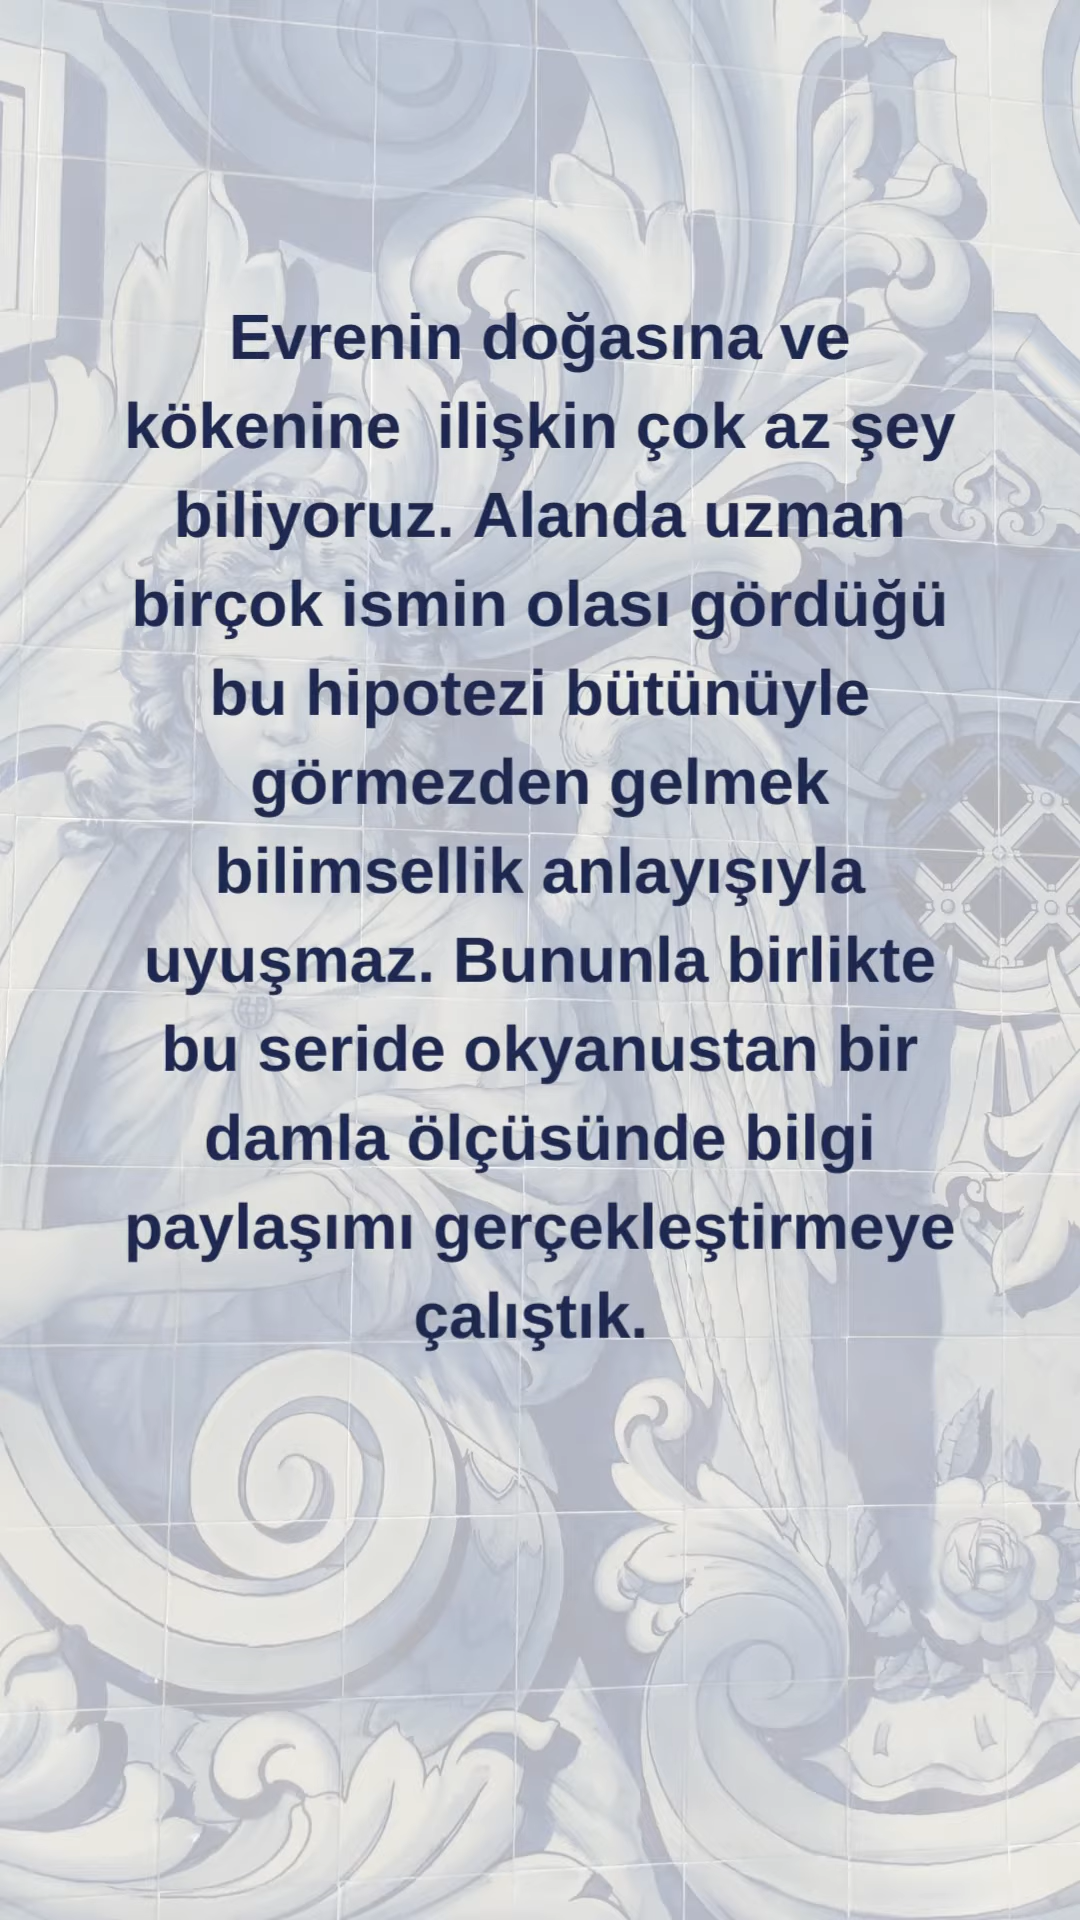 Evrenin doğasına ve
kökenine  ilişkin çok az şey
biliyoruz. Alanda uzman
birçok ismin olası gördüğü
bu hipotezi bütünüyle
görmezden gelmek
bilimsellik anlayışıyla
uyuşmaz. Bununla birlikte
bu seride okyanustan bir
damla ölçüsünde bilgi
paylaşımı gerçekleştirmeye
çalıştık.